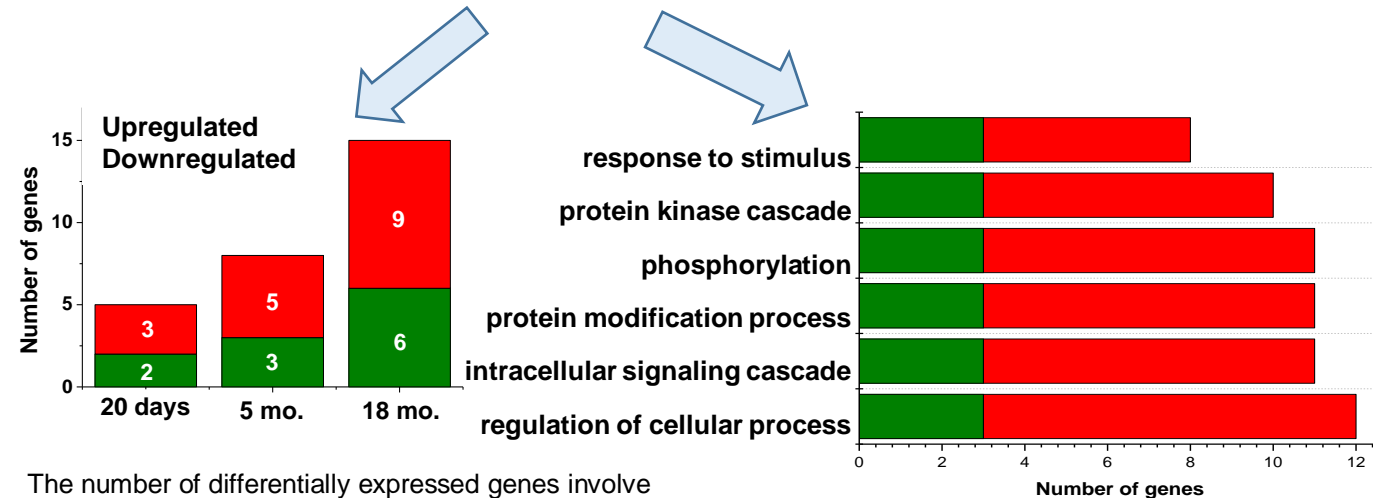 Upregulated
Downregulated
Number of genes
15
10
5
0
3
2
5
3
9
6
20 days
5 mo.
18 mo.
response to stimulus
protein kinase cascade
phosphorylation
protein modification process
intracellular signaling cascade
regulation of cellular process
0 2 4 6 8 10 12
Number of genes
The number of differentially expressed genes involve